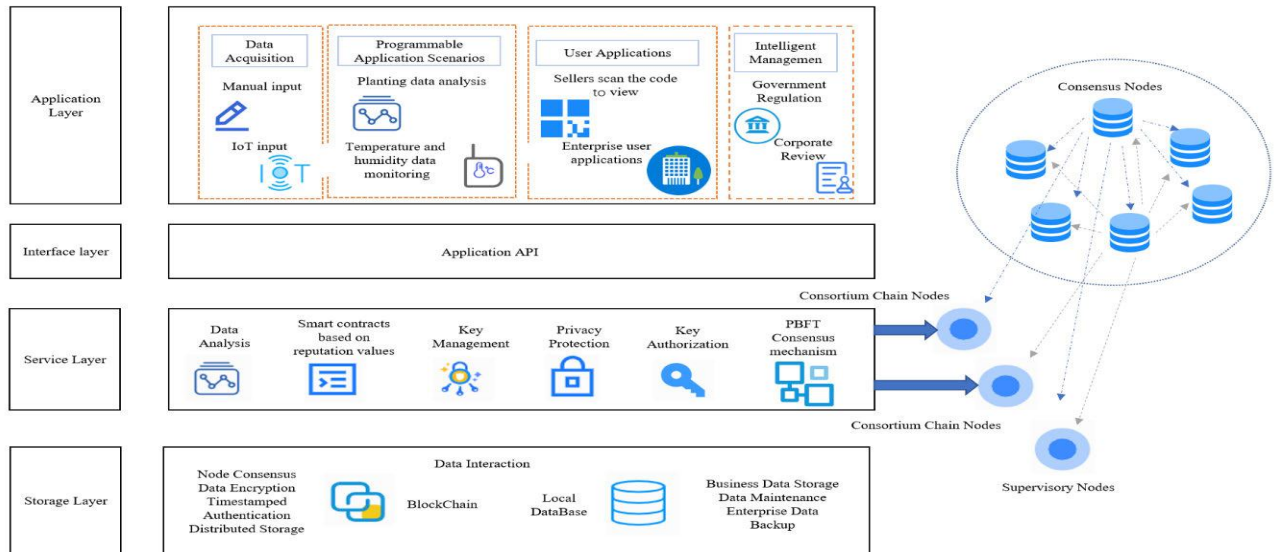 Application
Layer
Data
Acquisition
Manual input
IoT input
IOT
Programmable
Application Scenarios
Planting data analysis
Temperature and
humidity data
monitoring
°C
User Applications
Sellers scan the code
to view
Enterprise user
applications
Intelligent
Managemen
Government
Regulation
Corporate
Review
Consensus Nodes
Interface layer
Application API
Service Layer
Data
Analysis
Smart contracts
based on
reputation values
Key
Management
Privacy
Protection
Key
Authorization
PBFT
Consensus
mechanism
Consortium Chain Nodes
Consortium Chain Nodes
Supervisory Nodes
Storage Layer
Data Interaction
Node Consensus
Data Encryption
Timestamped
Authentication
Distributed Storage
BlockChain
Local
DataBase
Business Data Storage
Data Maintenance
Enterprise Data
Backup